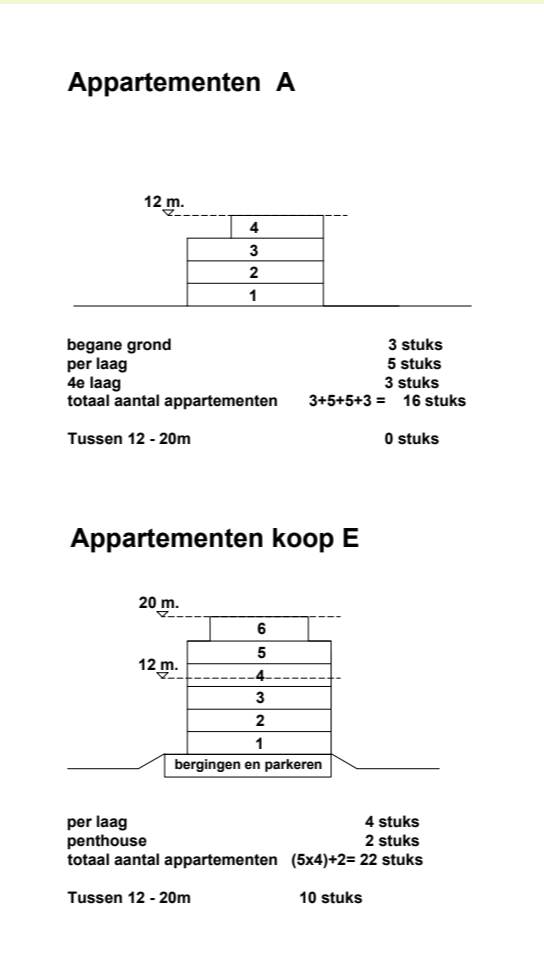 Appartementen A
12 m.
4
3
2
1
begane grond 3 stuks
per laag 5 stuks
4e laag 3 stuks
totaal aantal appartementen 3+5+5+3 = 16 stuks
Tussen 12 - 20m 0 stuks
Appartementen koop E
20 m.
6
5
12 m.
4
3
2
1
bergingen en parkeren
per laag 4 stuks
penthouse 2 stuks
totaal aantal appartementen (5x4)+2= 22 stuks
Tussen 12 - 20m 10 stuks